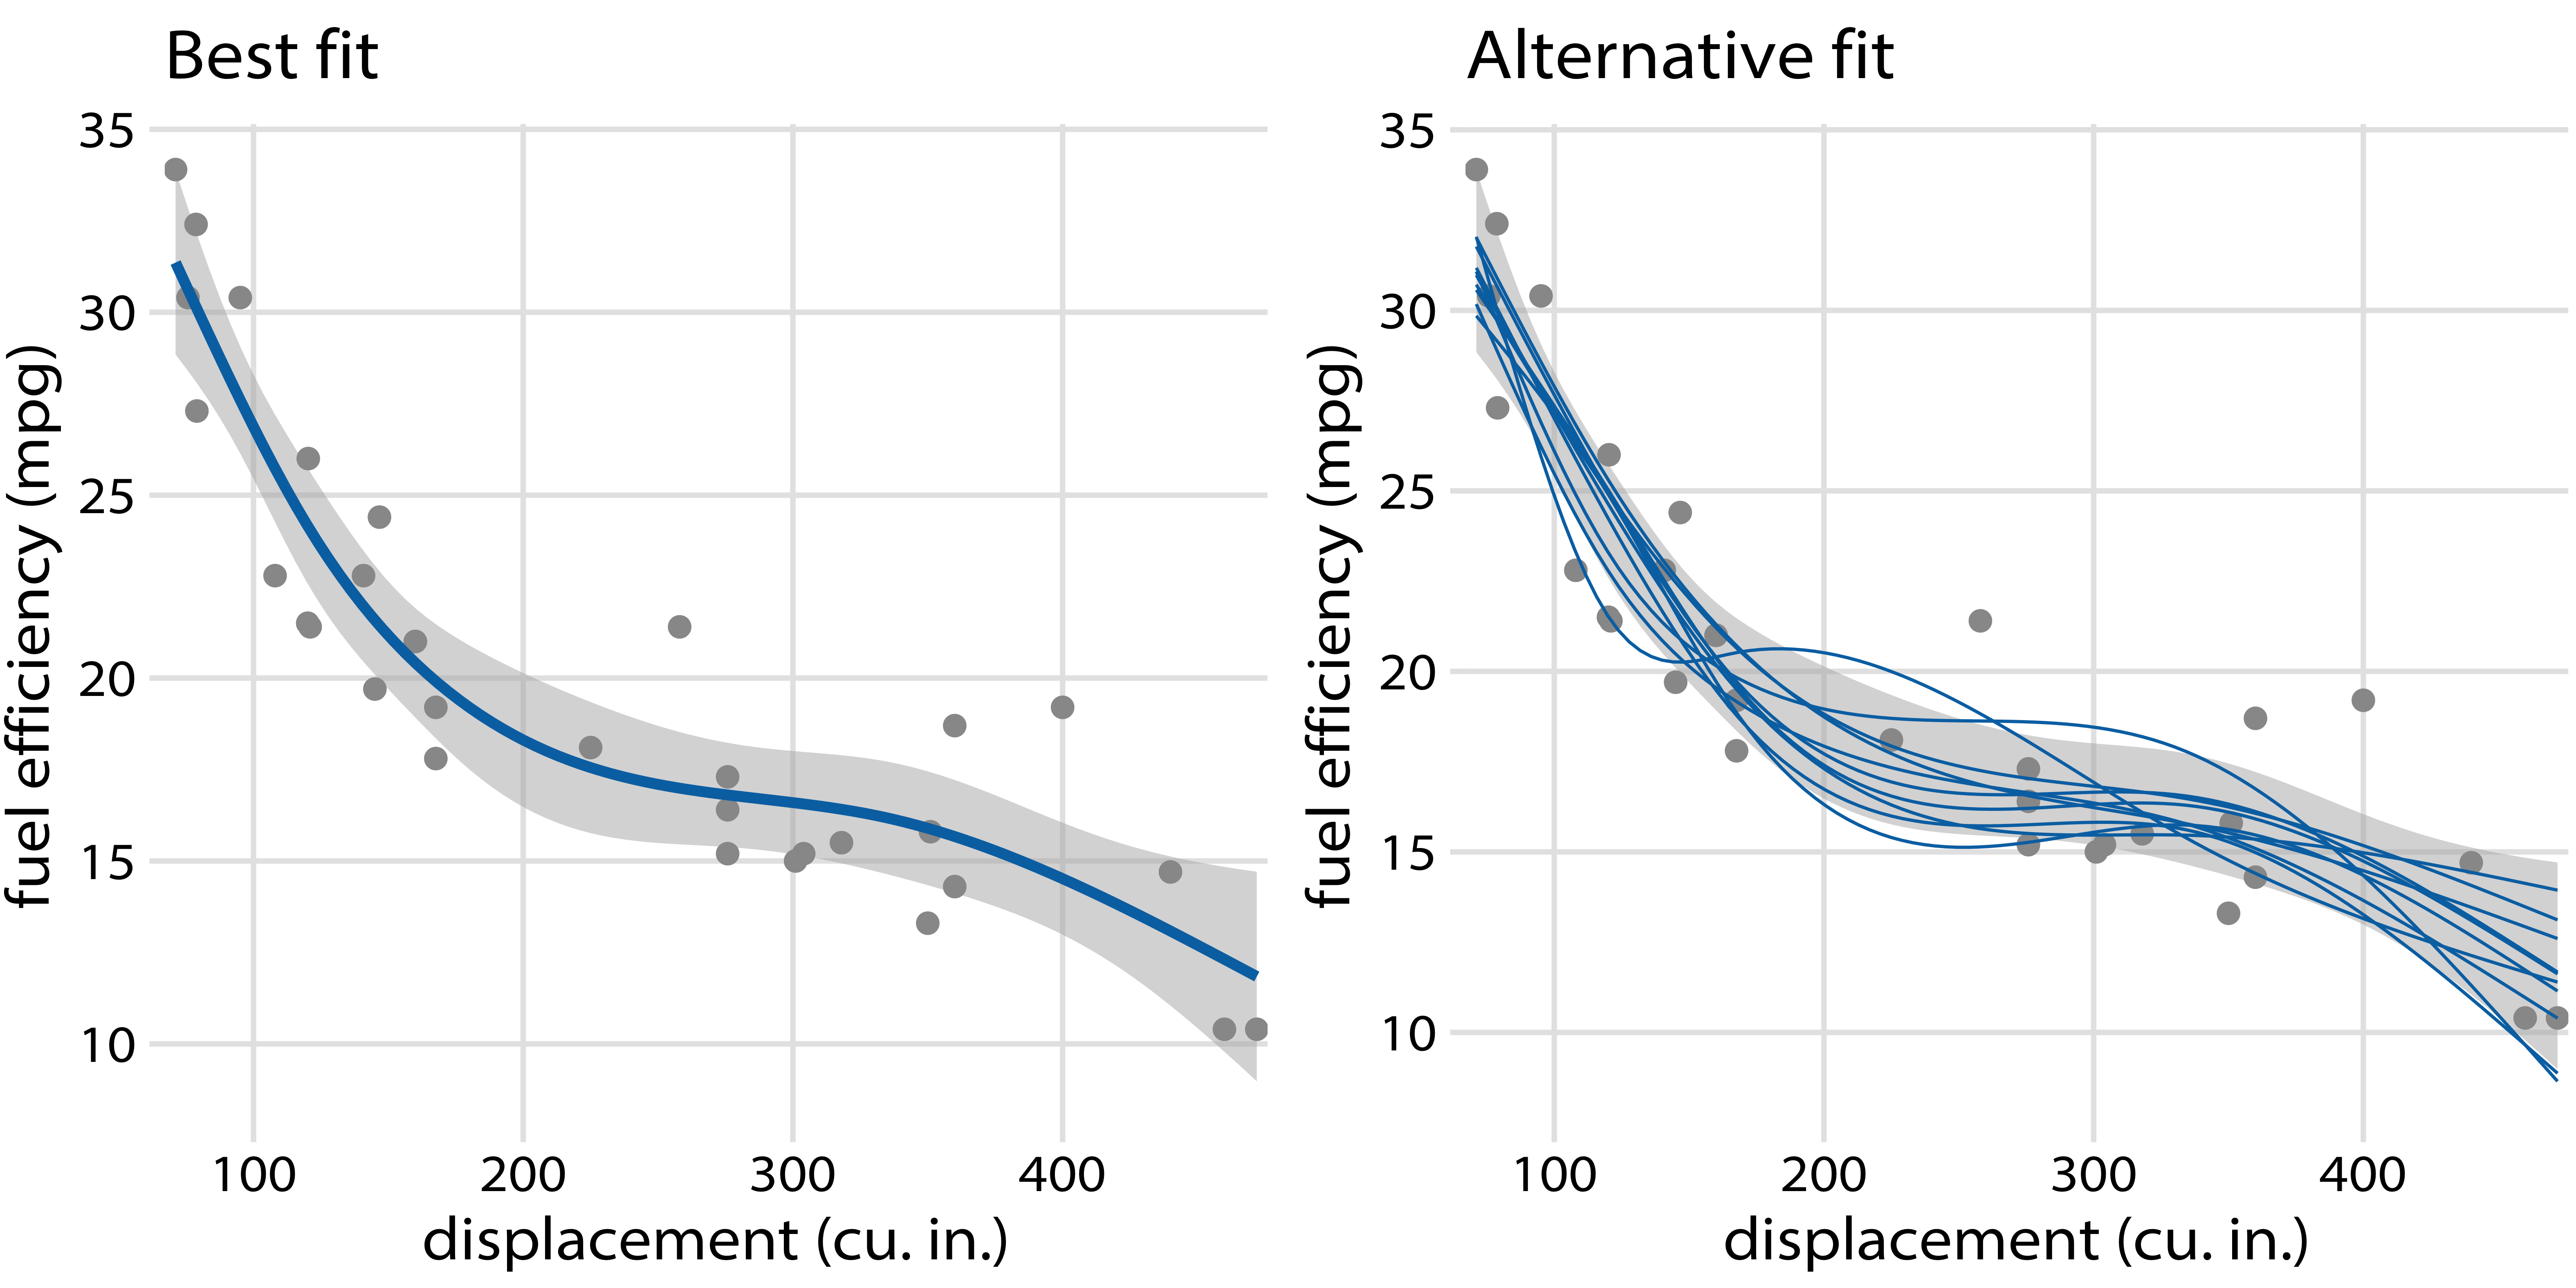 Best fit
35
30
25
20
15
10
fuel efficiency (mpg)
100 200 300 400
displacement (cu. in.)
Alternative fit
35
30
25
20
15
10
fuel efficiency (mpg)
100 200 300 400
displacement (cu. in.)